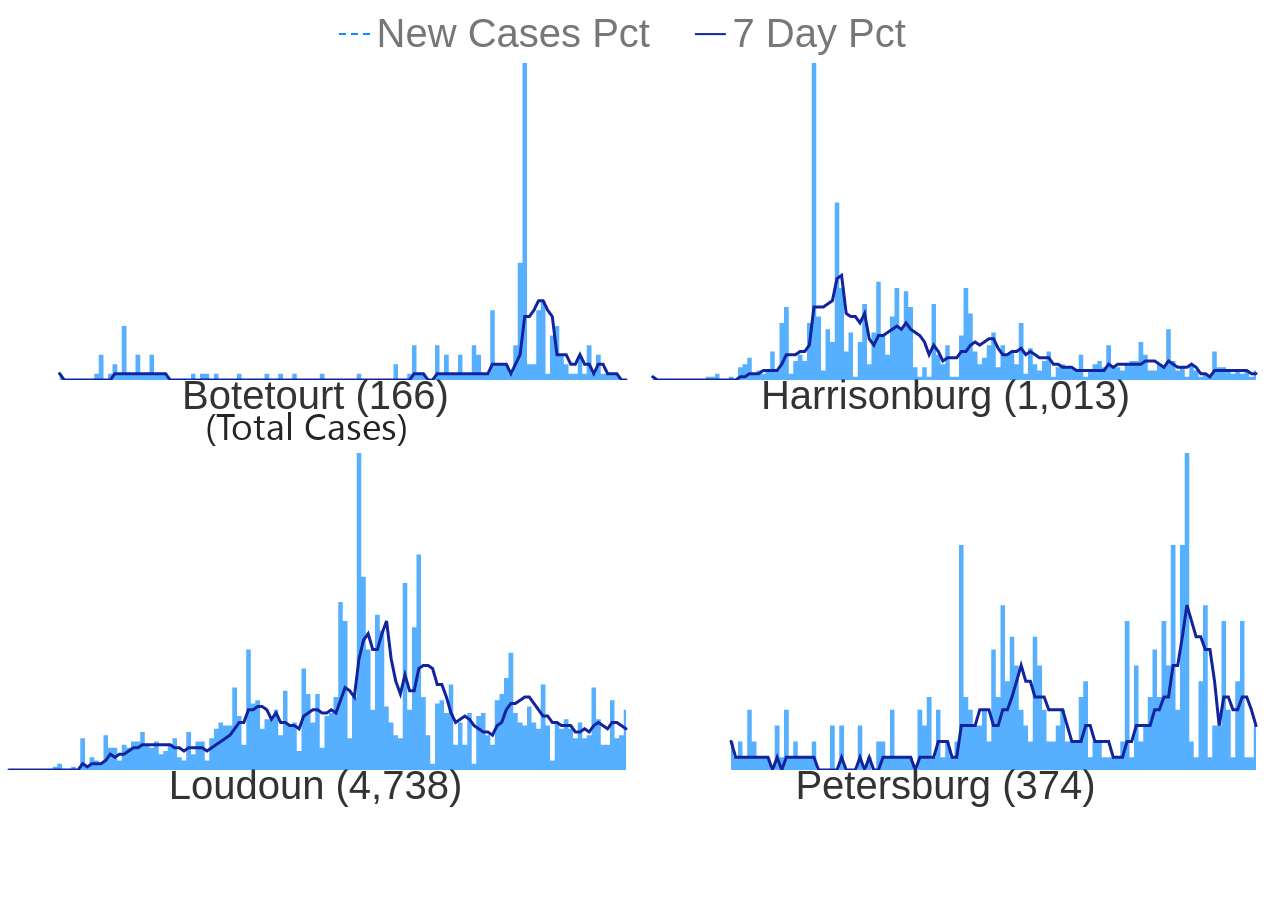 New Cases Pct 7 Day Pct
Botetourt (166) Harrisonburg (1,013)
(Total Cases)
Loudoun (4,738) Petersburg (374)